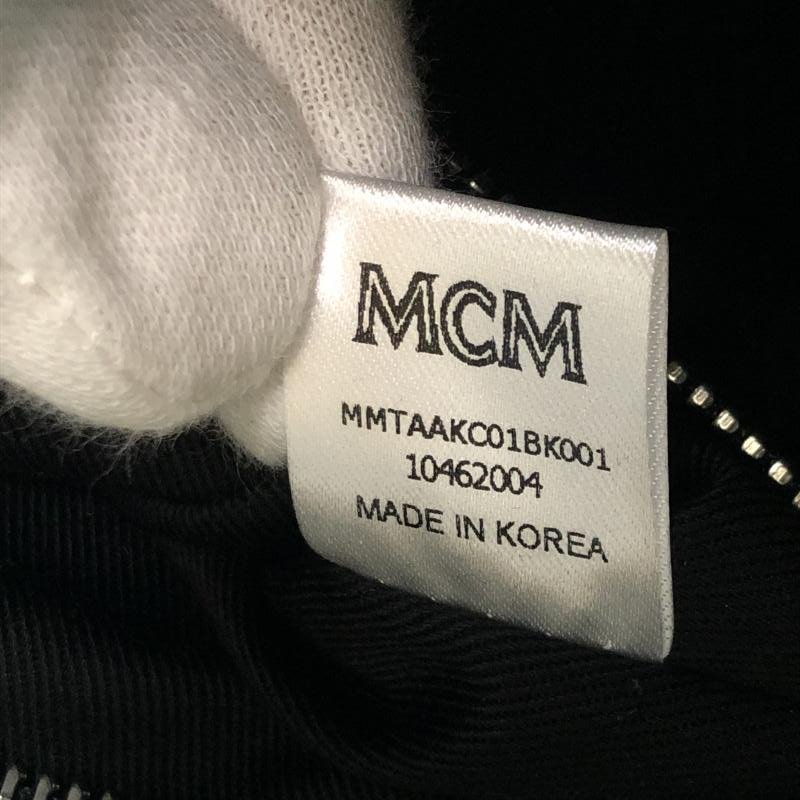 MCM
MMTAAKC01BK001
10462004
MADE IN KOREA